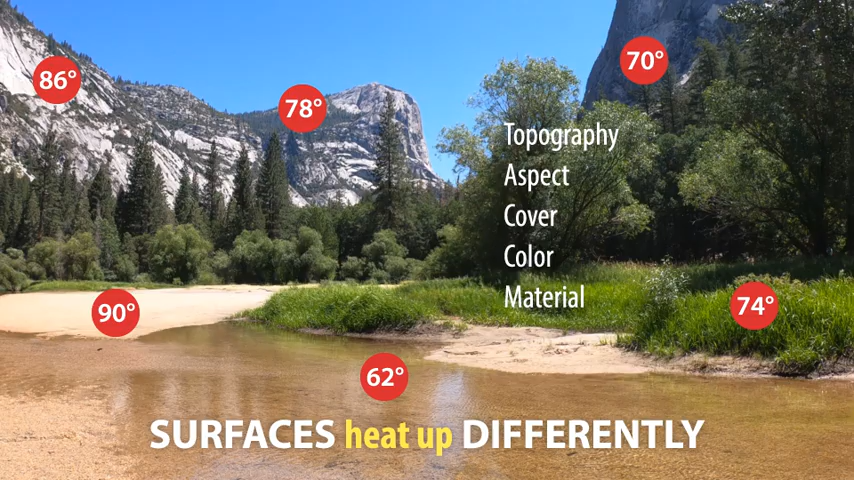 86°
78°
70°
Topography
Aspect
Cover
Color
Material
90°
74°
62°
SURFACES heat up DIFFERENTLY